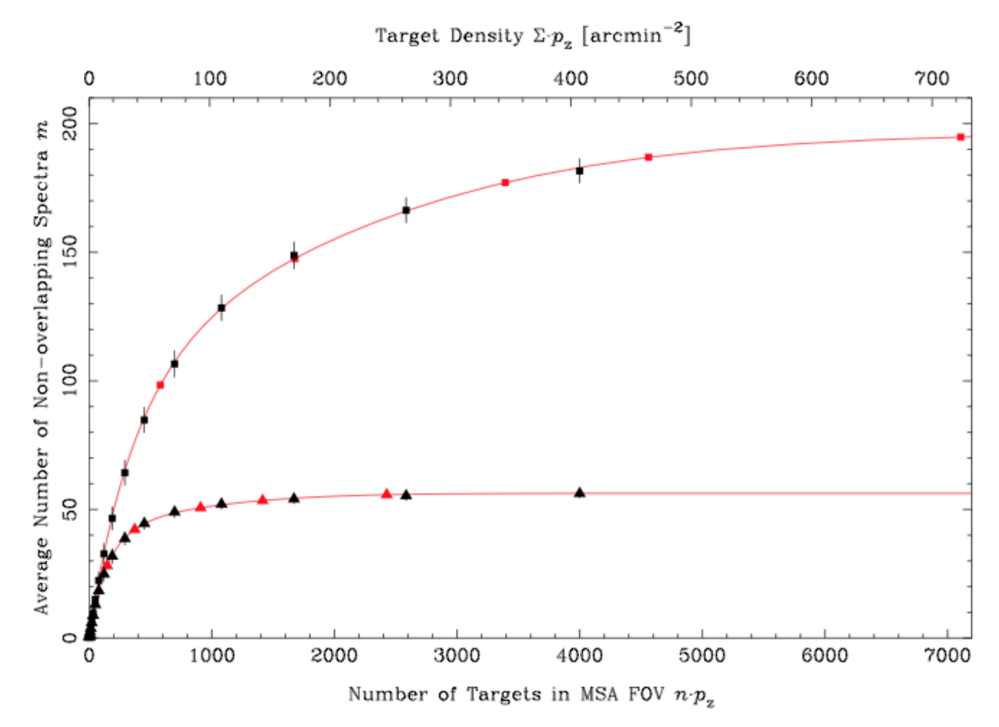 Target Density Σ·p_z [arcmin⁻²]
0 100 200 300 400 500 600 700
Average Number of Non-overlapping Spectra m
200
150
100
50
0
0 1000 2000 3000 4000 5000 6000 7000
Number of Targets in MSA FOV n·p_z